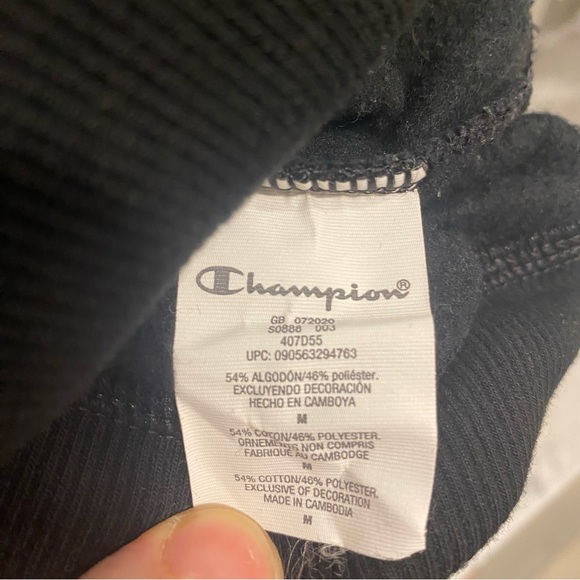 Champion®
GB 072020
S0888 003
407D55
UPC: 090563294763
54% ALGODÓN/46% poliéster.
EXCLUYENDO DECORACIÓN
HECHO EN CAMBOYA
M
54% COTON/46% POLYESTER.
ORNEMENTS NON COMPRIS
FABRIQUÉ AU CAMBODGE
M
54% COTTON/46% POLYESTER.
EXCLUSIVE OF DECORATION
MADE IN CAMBODIA
M